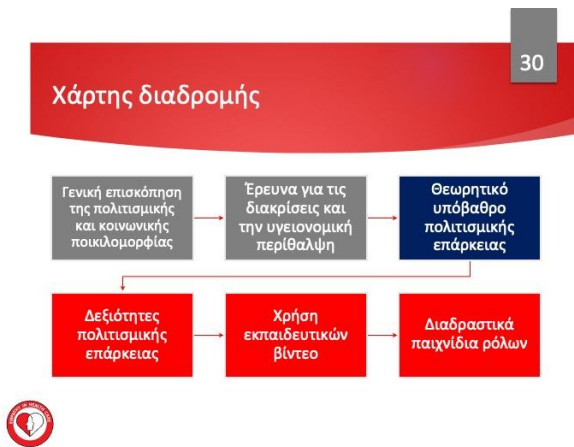 30
Χάρτης διαδρομής
Γενική επισκόπηση
της πολιτισμικής
και κοινωνικής
ποικιλομορφίας
Έρευνα για τις
διακρίσεις και
την υγειονομική
περίθαλψη
Θεωρητικό
υπόβαθρο
πολιτισμικής
επάρκειας
Δεξιότητες
πολιτισμικής
επάρκειας
Χρήση
εκπαιδευτικών
βίντεο
Διαδραστικά
παιχνίδια ρόλων